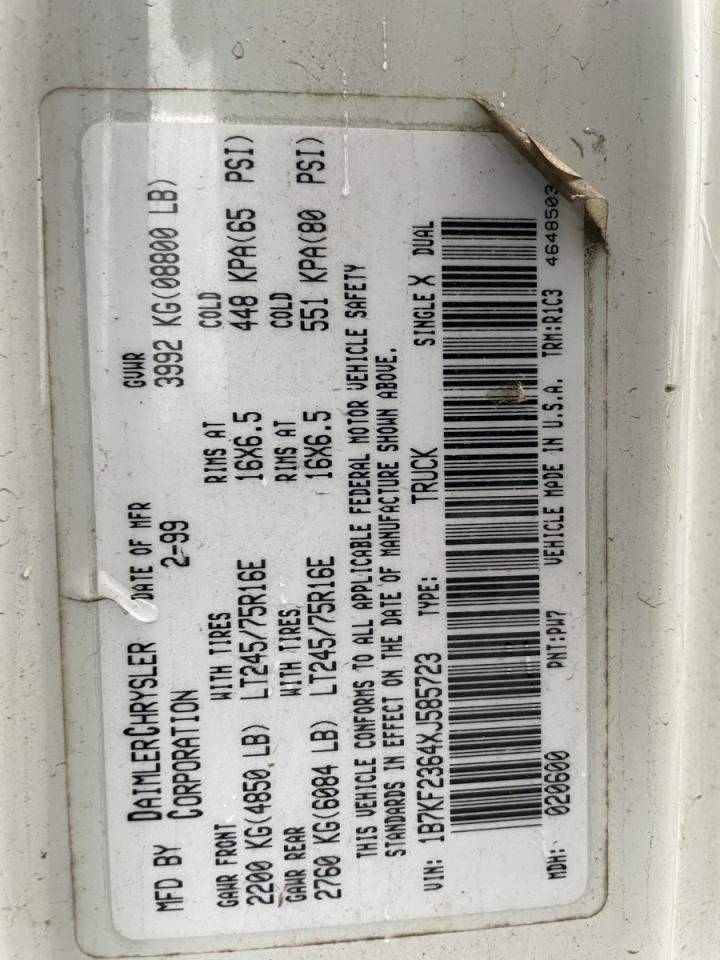 MFD BY DAIMLERCHRYSLER CORPORATION
DATE OF MFR 2-99
GVWR 3992 KG(08800 LB)
GAWR FRONT WITH TIRES RIMS AT COLD
2200 KG(4850 LB) LT245/75R16E 16X6.5 448 KPA(65 PSI)
GAWR REAR WITH TIRES RIMS AT COLD
2760 KG(6084 LB) LT245/75R16E 16X6.5 551 KPA(80 PSI)
THIS VEHICLE CONFORMS TO ALL APPLICABLE FEDERAL MOTOR VEHICLE SAFETY
STANDARDS IN EFFECT ON THE DATE OF MANUFACTURE SHOWN ABOVE.
VIN: 1B7KF2364XJ585723 TYPE: TRUCK SINGLE X DUAL
MDH: 020600 PNT:PW7 VEHICLE MADE IN U.S.A. TRM:R1C3 4648503